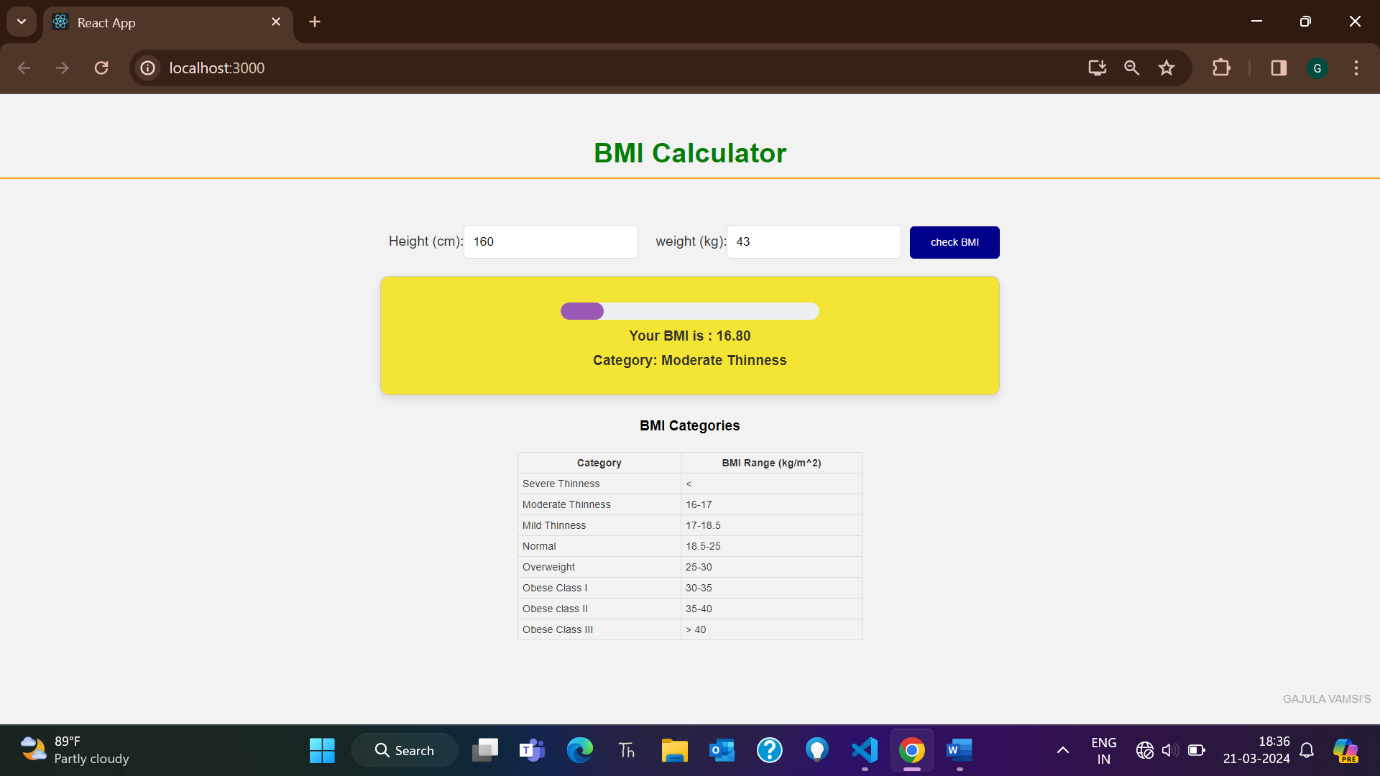 React App
localhost:3000
G
BMI Calculator
Height (cm): 160 weight (kg): 43 check BMI
Your BMI is : 16.80
Category: Moderate Thinness
BMI Categories
Category BMI Range (kg/m^2)
Severe Thinness <
Moderate Thinness 16-17
Mild Thinness 17-18.5
Normal 18.5-25
Overweight 25-30
Obese Class I 30-35
Obese class II 35-40
Obese Class III > 40
GAJULA VAMSI'S
89°F
Partly cloudy
Search
ENG
IN
18:36
21-03-2024
PRE